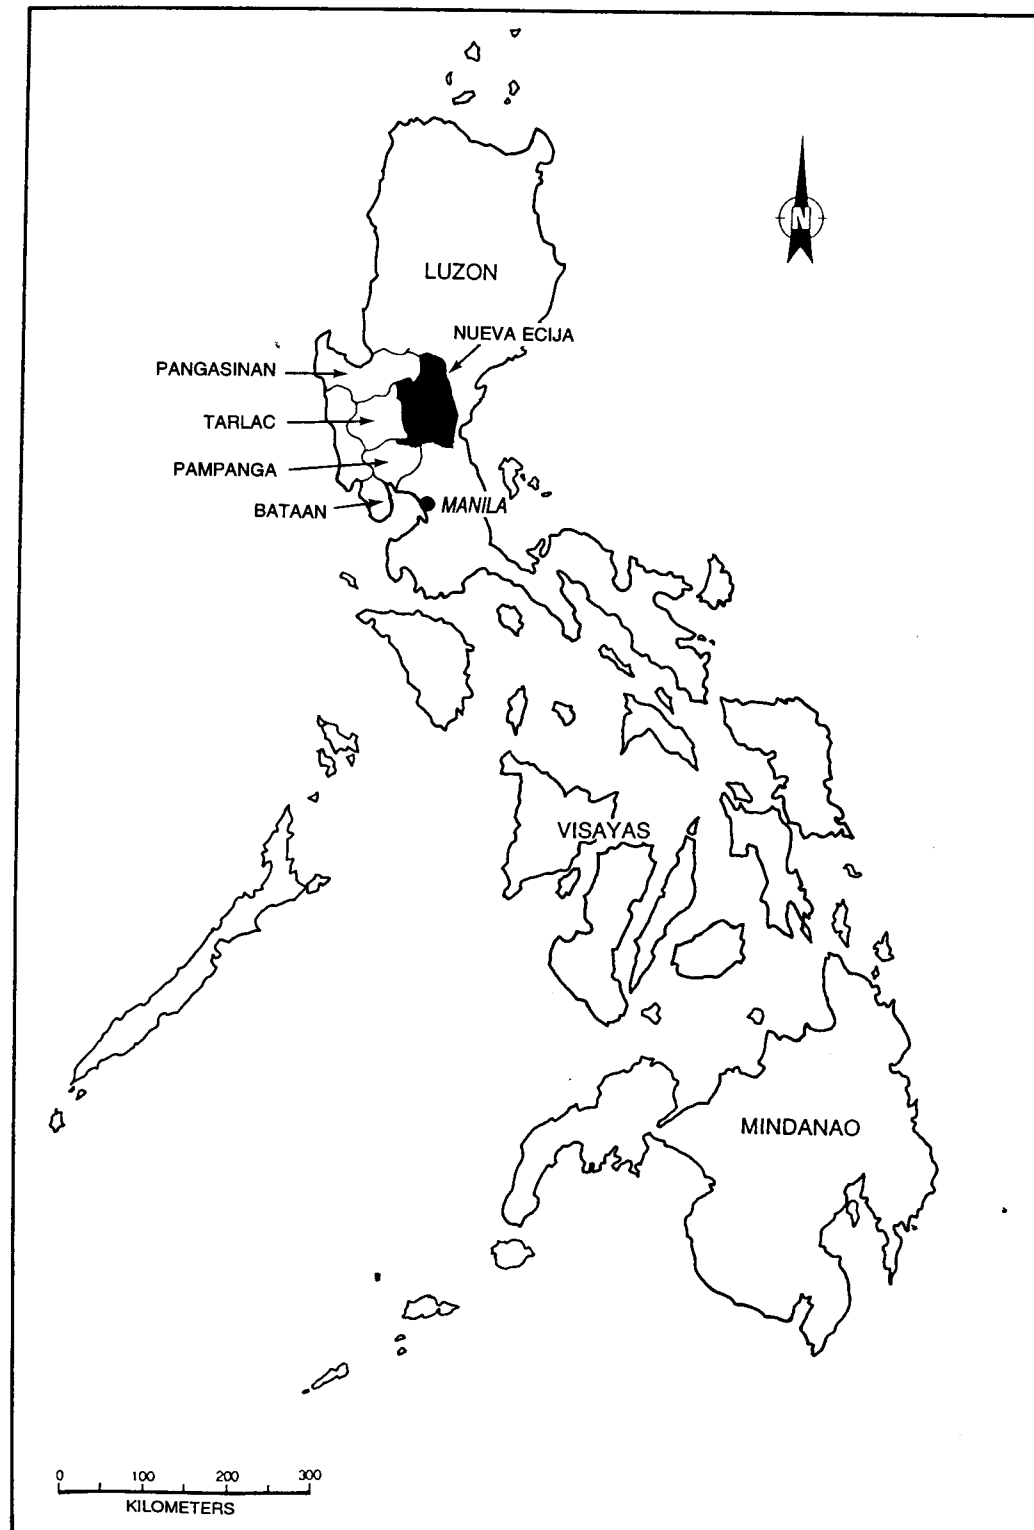 N
LUZON
NUEVA ECIJA
PANGASINAN
TARLAC
PAMPANGA
BATAAN
MANILA
VISAYAS
MINDANAO
0 100 200 300
KILOMETERS